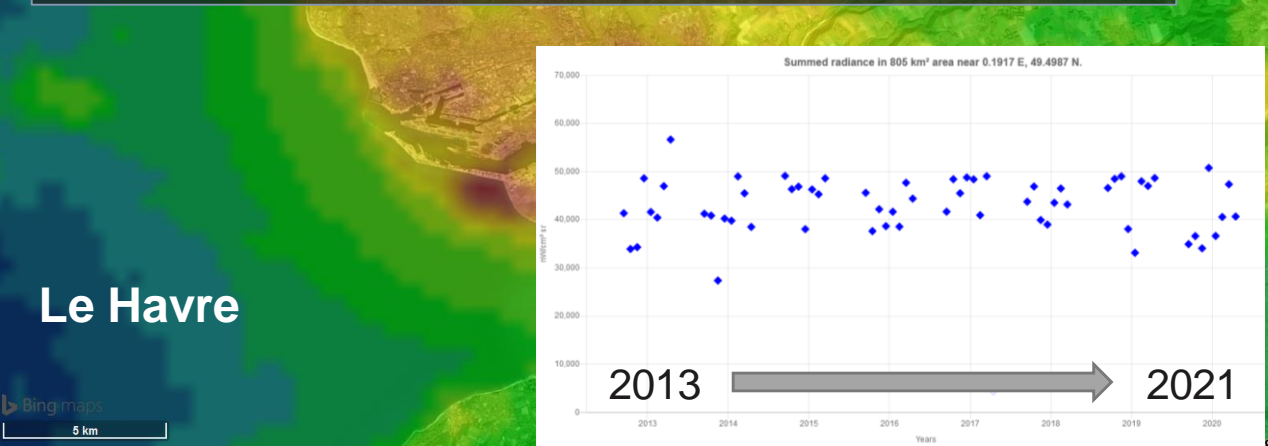 Summed radiance in 805 km² area near 0.1917 E, 49.4987 N.
70,000
60,000
50,000
40,000
30,000
20,000
10,000
0
2013 2021
2013 2014 2015 2016 2017 2018 2019 2020
Years
Le Havre
Bing maps
5 km